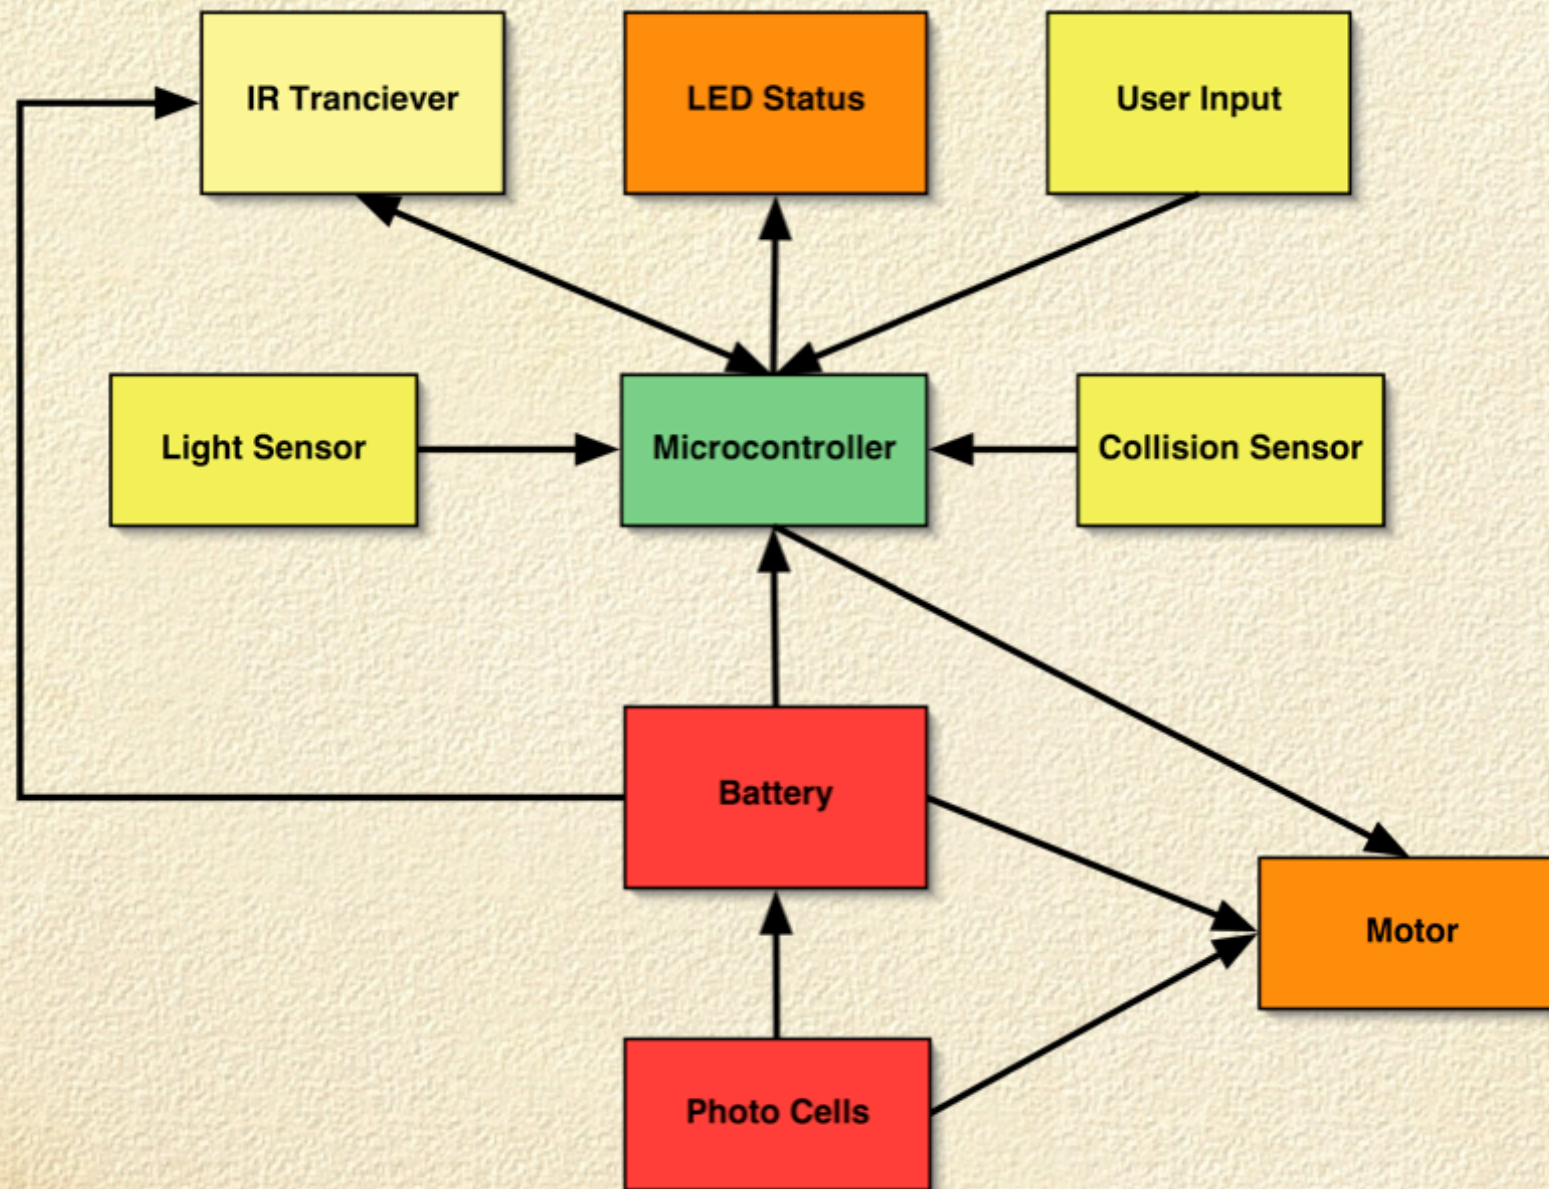 IR Tranciever
LED Status
User Input
Light Sensor
Microcontroller
Collision Sensor
Battery
Motor
Photo Cells